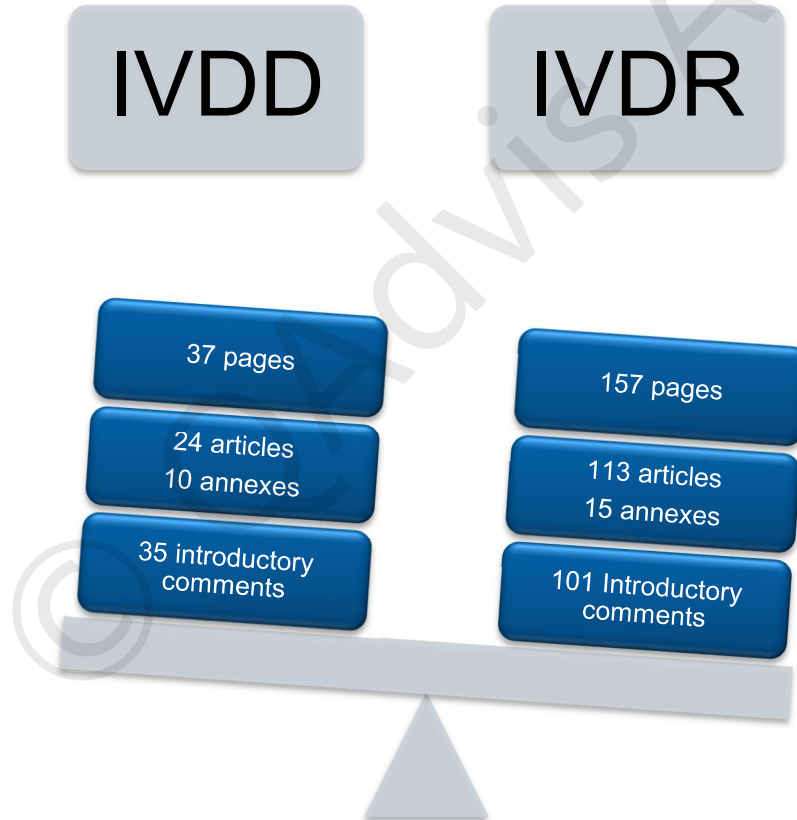 IVDD
IVDR
37 pages
24 articles
10 annexes
35 introductory
comments
157 pages
113 articles
15 annexes
101 Introductory
comments
© QAdvis A